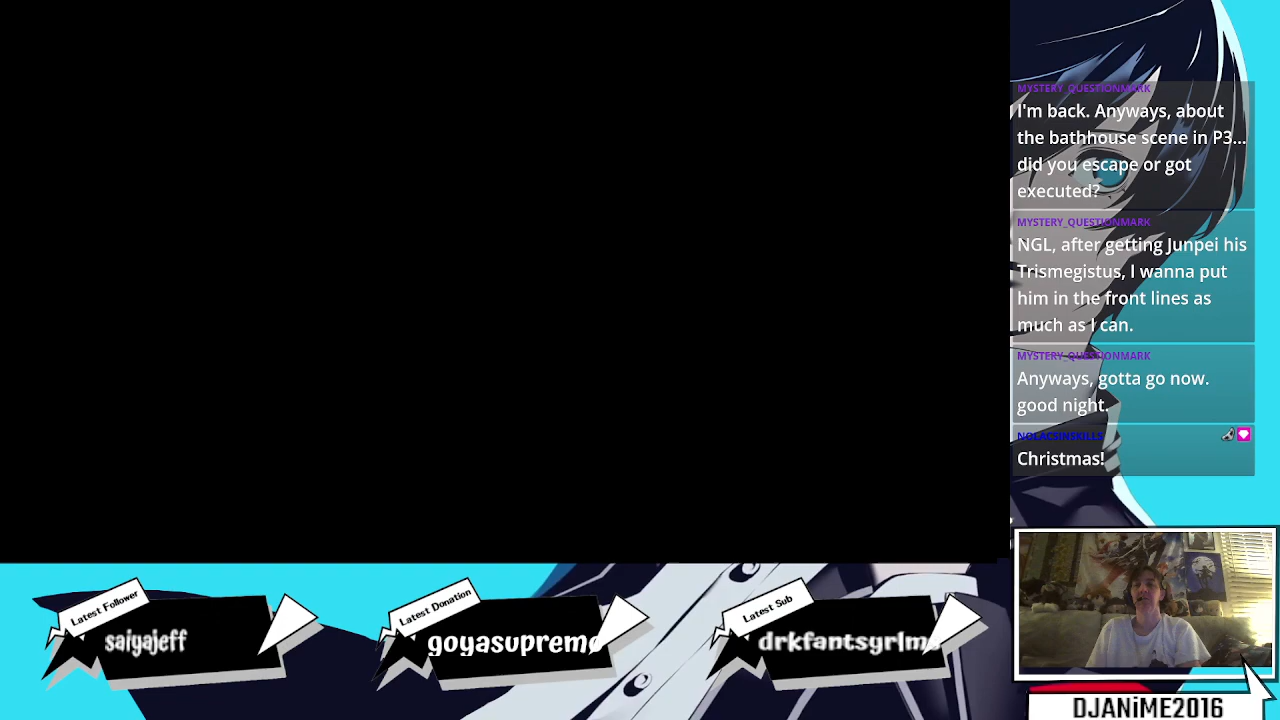 MYSTERY_QUESTIONMARK
I'm back. Anyways, about
the bathhouse scene in P3...
did you escape or got
executed?
MYSTERY_QUESTIONMARK
NGL, after getting Junpei his
Trismegistus, I wanna put
him in the front lines as
much as I can.
MYSTERY_QUESTIONMARK
Anyways, gotta go now.
good night.
NOLACSINSKILLS
Christmas!
Latest Follower
saiyajeff
Latest Donation
goyasupreme
Latest Sub
DJANiME2016